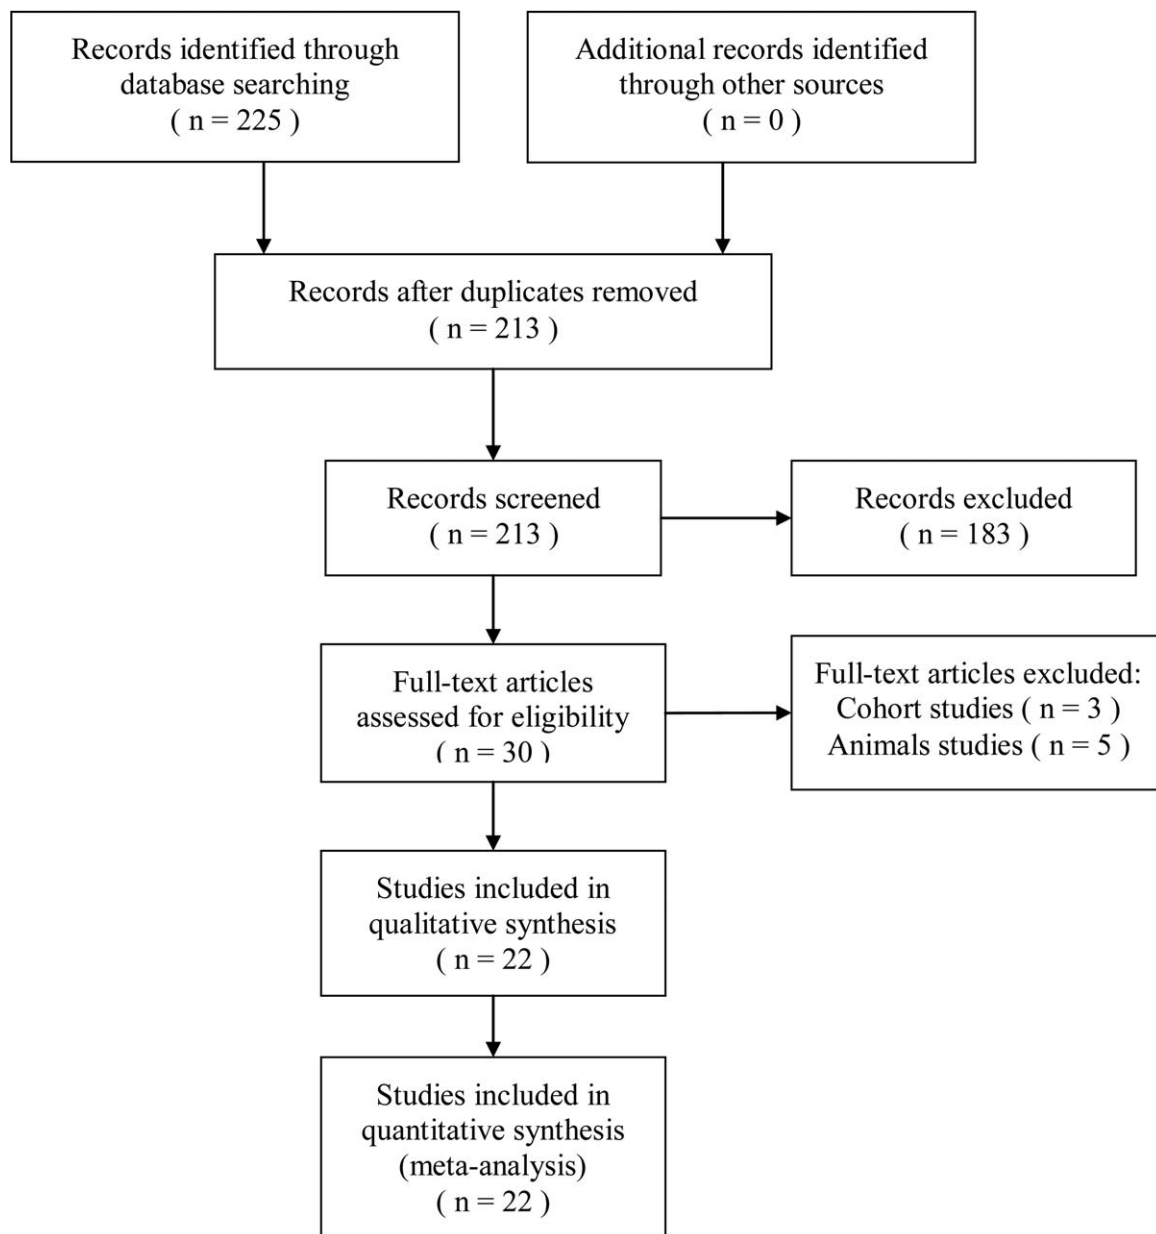 Records identified through
database searching
( n = 225 )
Additional records identified
through other sources
( n = 0 )
Records after duplicates removed
( n = 213 )
Records screened
( n = 213 )
Records excluded
( n = 183 )
Full-text articles
assessed for eligibility
( n = 30 )
Full-text articles excluded:
Cohort studies ( n = 3 )
Animals studies ( n = 5 )
Studies included in
qualitative synthesis
( n = 22 )
Studies included in
quantitative synthesis
(meta-analysis)
( n = 22 )